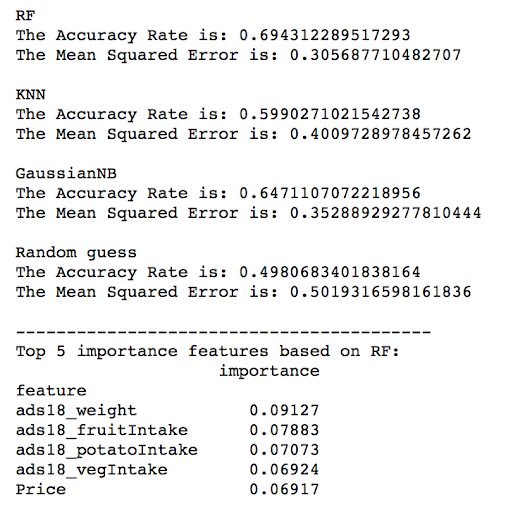 RF
The Accuracy Rate is: 0.694312289517293
The Mean Squared Error is: 0.305687710482707
KNN
The Accuracy Rate is: 0.5990271021542738
The Mean Squared Error is: 0.4009728978457262
GaussianNB
The Accuracy Rate is: 0.6471107072218956
The Mean Squared Error is: 0.35288929277810444
Random guess
The Accuracy Rate is: 0.4980683401838164
The Mean Squared Error is: 0.5019316598161836
-----------------------------------------
Top 5 importance features based on RF:
importance
feature
ads18_weight 0.09127
ads18_fruitIntake 0.07883
ads18_potatoIntake 0.07073
ads18_vegIntake 0.06924
Price 0.06917